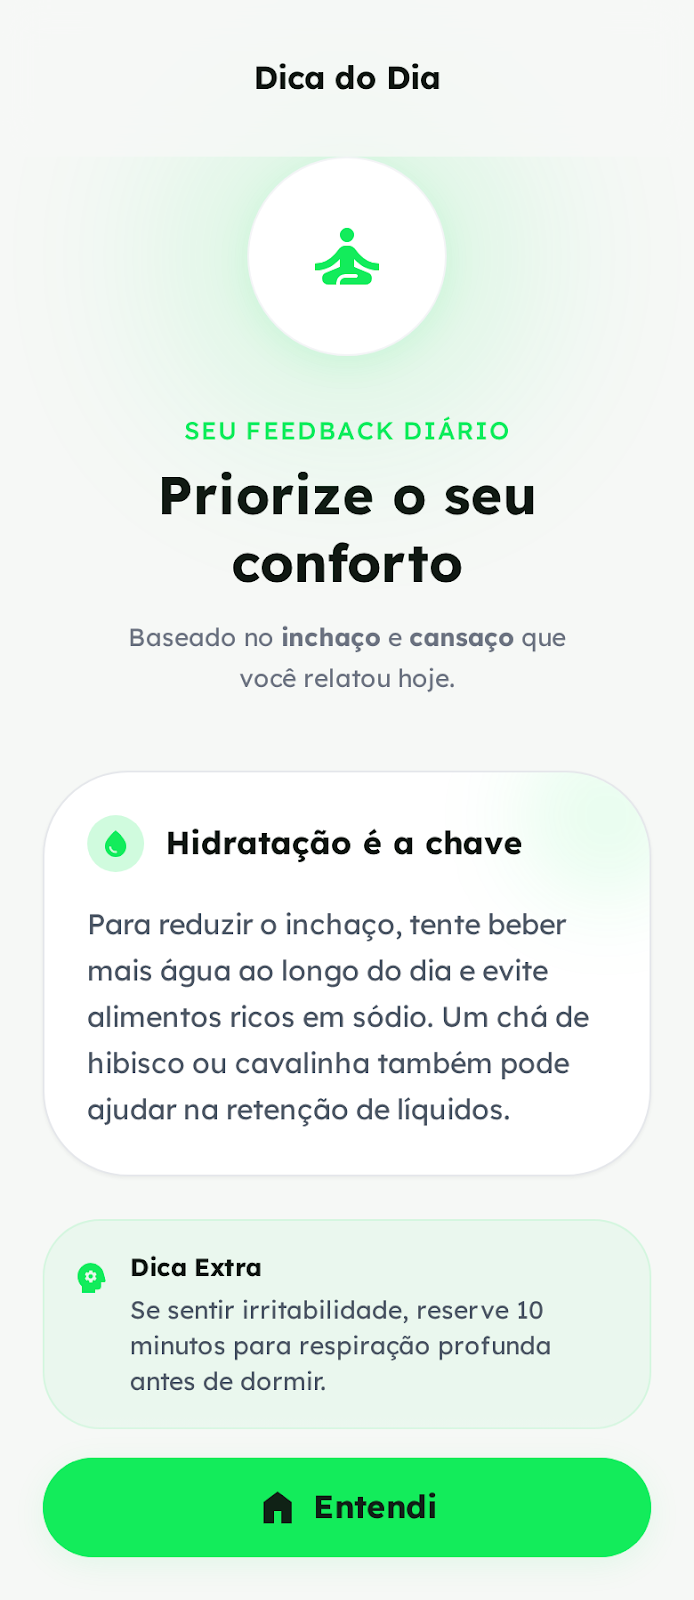 Dica do Dia
SEU FEEDBACK DIÁRIO
Priorize o seu
conforto
Baseado no inchaço e cansaço que
você relatou hoje.
Hidratação é a chave
Para reduzir o inchaço, tente beber
mais água ao longo do dia e evite
alimentos ricos em sódio. Um chá de
hibisco ou cavalinha também pode
ajudar na retenção de líquidos.
Dica Extra
Se sentir irritabilidade, reserve 10
minutos para respiração profunda
antes de dormir.
Entendi